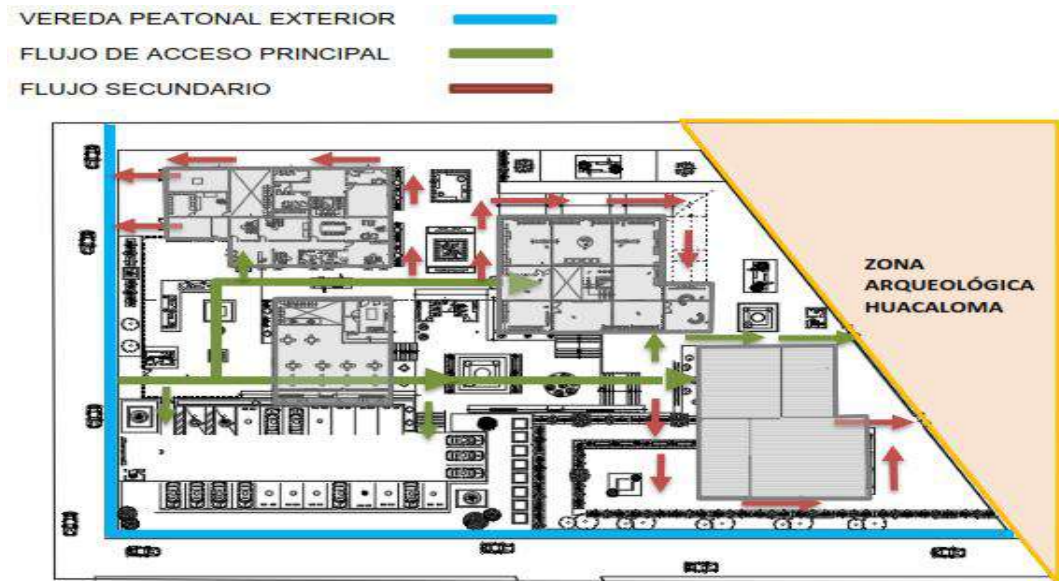 VEREDA PEATONAL EXTERIOR
FLUJO DE ACCESO PRINCIPAL
FLUJO SECUNDARIO
ZONA
ARQUEOLÓGICA
HUACALOMA